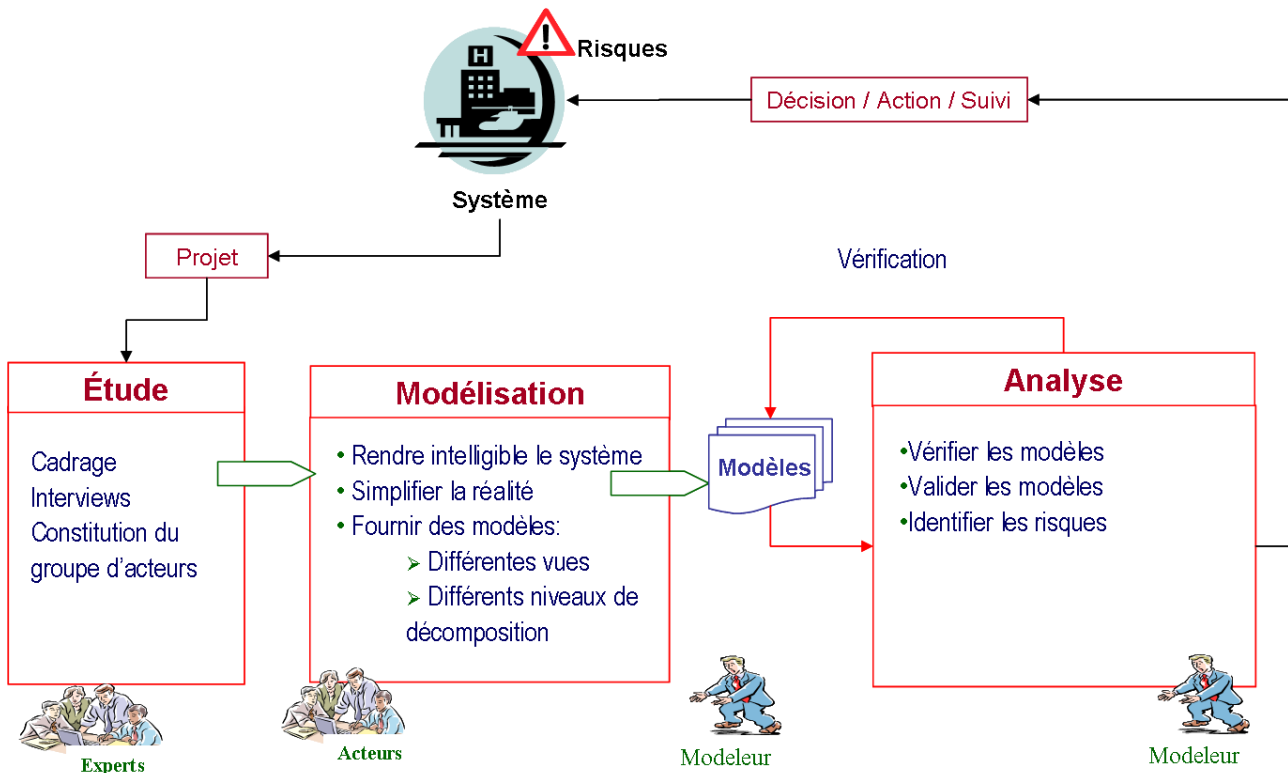 H
Risques
Décision / Action / Suivi
Système
Projet
Vérification
Étude
Cadrage
Interviews
Constitution du
groupe d'acteurs
Experts
Modélisation
• Rendre intelligible le système
• Simplifier la réalité
• Fournir des modèles:
➢ Différentes vues
➢ Différents niveaux de
décomposition
Acteurs
Modèles
Modeleur
Analyse
•Vérifier les modèles
•Valider les modèles
•Identifier les risques
Modeleur